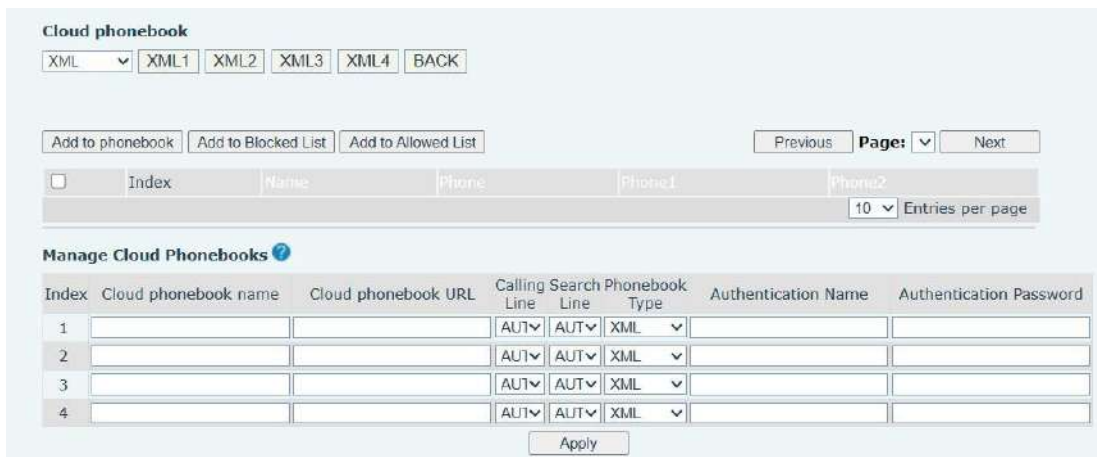 Cloud phonebook
XML XML1 XML2 XML3 XML4 BACK
Add to phonebook Add to Blocked List Add to Allowed List Previous Page: Next
Index Name Phone Phone1 Phone2
10 Entries per page
Manage Cloud Phonebooks ?
Index Cloud phonebook name Cloud phonebook URL Calling Line Search Line Phonebook Type Authentication Name Authentication Password
1 AUT AUT XML
2 AUT AUT XML
3 AUT AUT XML
4 AUT AUT XML
Apply